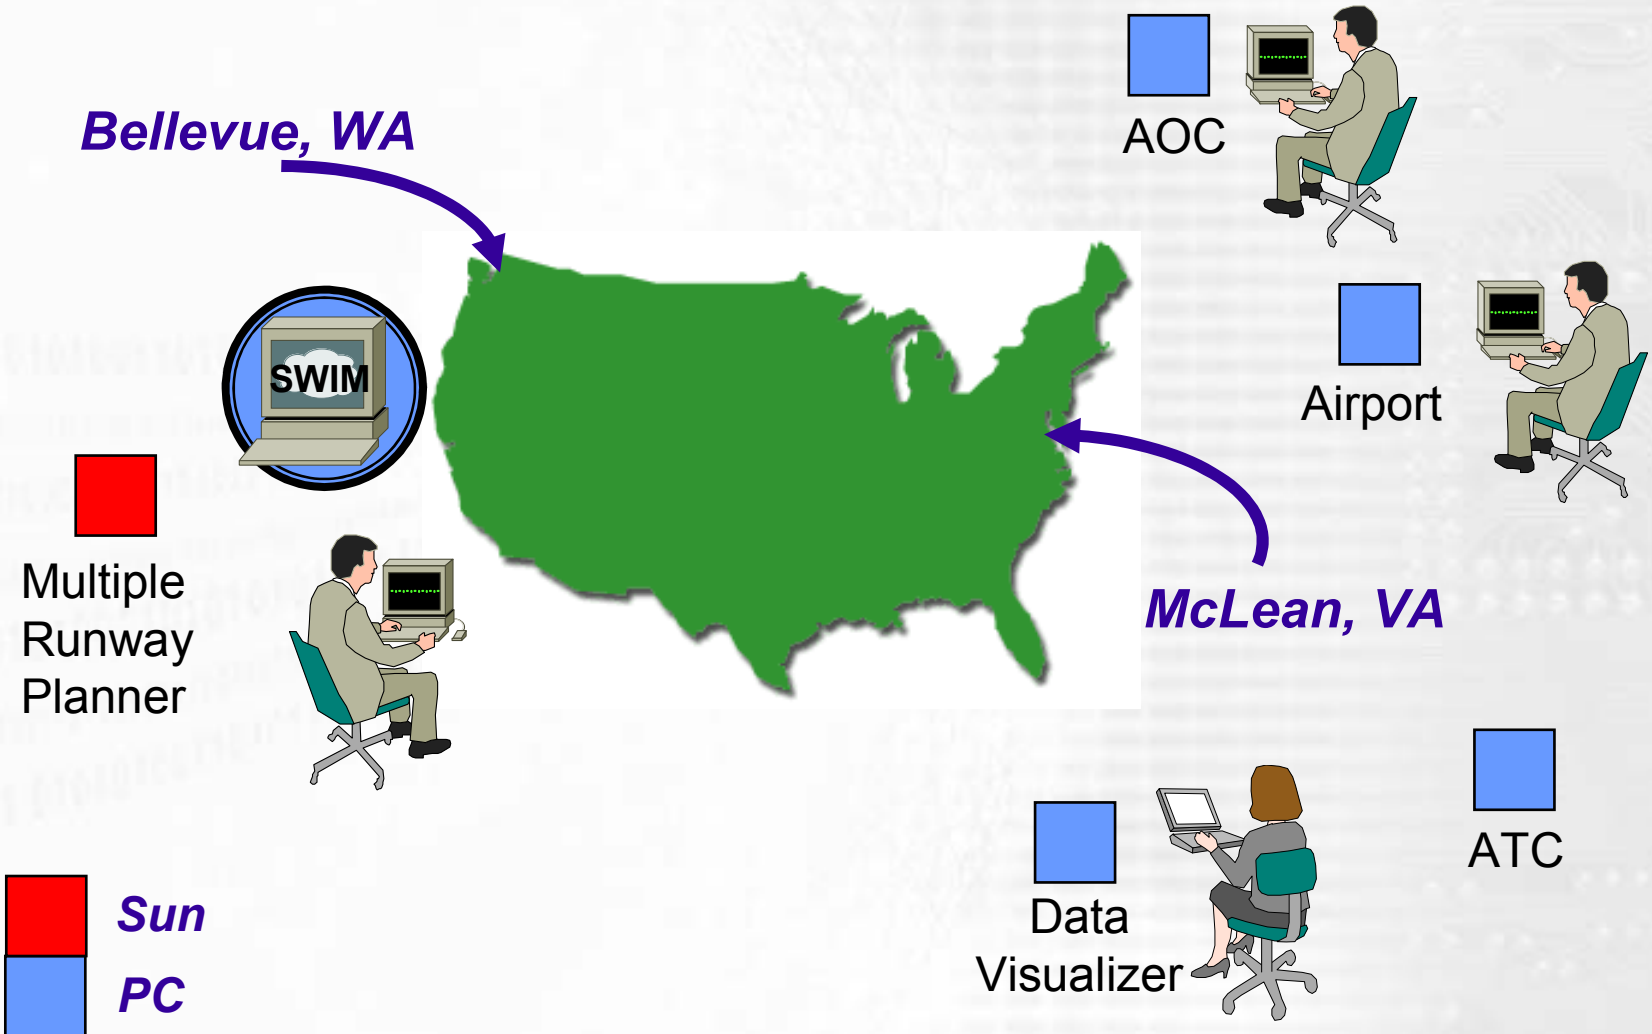 AOC
Bellevue, WA
SWIM
Airport
Multiple
Runway
Planner
McLean, VA
ATC
Data
Visualizer
Sun
PC